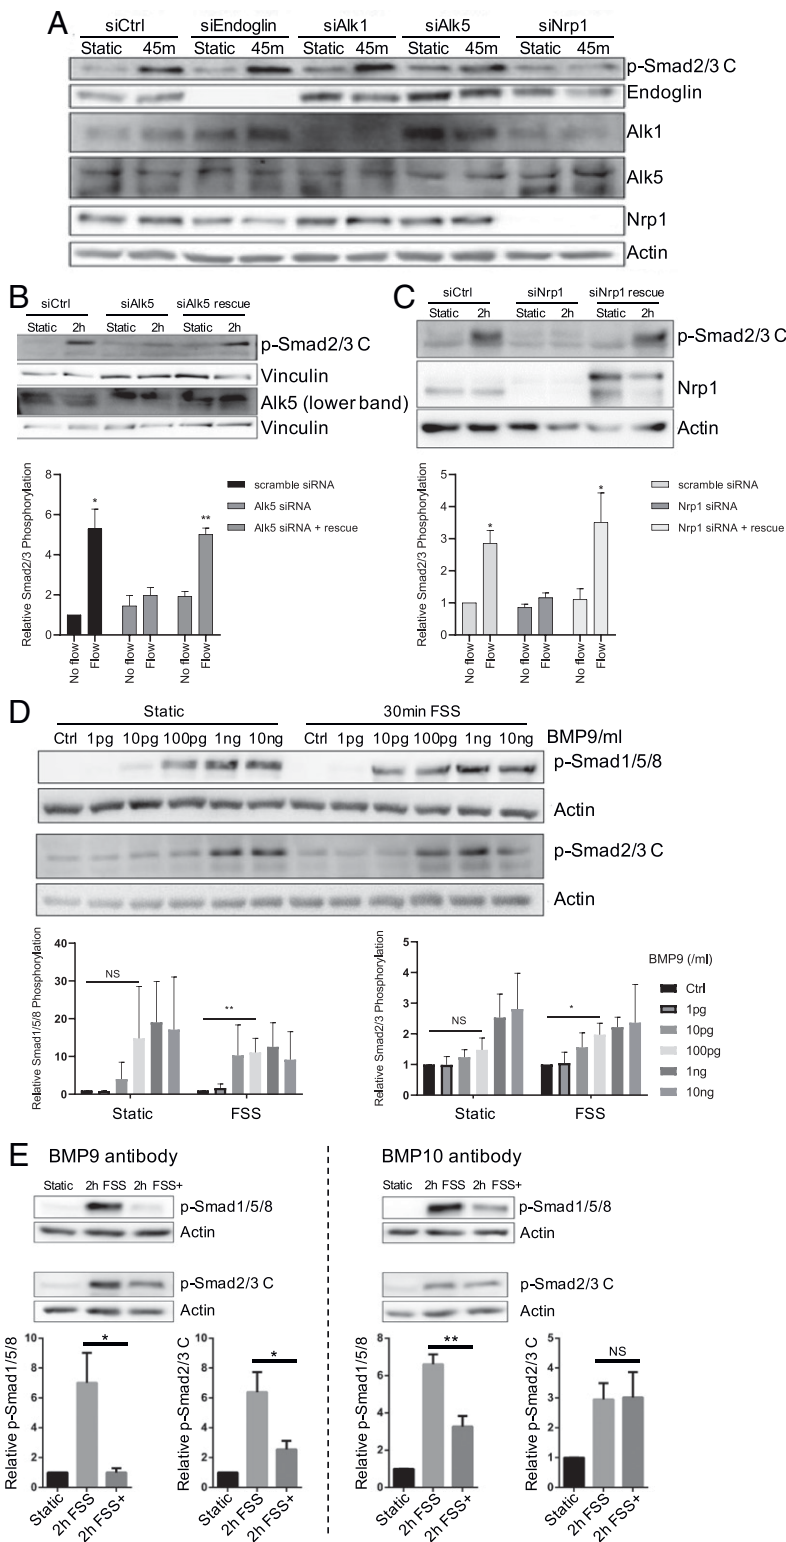 A
siCtrl siEndoglin siAlk1 siAlk5 siNrp1
Static 45m Static 45m Static 45m Static 45m Static 45m
p-Smad2/3 C
Endoglin
Alk1
Alk5
Nrp1
Actin
B
siCtrl siAlk5 siAlk5 rescue
Static 2h Static 2h Static 2h
p-Smad2/3 C
Vinculin
Alk5 (lower band)
Vinculin
Relative Smad2/3 Phosphorylation
8
6
4
2
0
* **
No flow Flow No flow Flow No flow Flow
scramble siRNA
Alk5 siRNA
Alk5 siRNA + rescue
C
siCtrl siNrp1 siNrp1 rescue
Static 2h Static 2h Static 2h
p-Smad2/3 C
Nrp1
Actin
Relative Smad2/3 Phosphorylation
5
4
3
2
1
0
* *
No flow Flow No flow Flow No flow Flow
scramble siRNA
Nrp1 siRNA
Nrp1 siRNA + rescue
D
Static 30min FSS
Ctrl 1pg 10pg 100pg 1ng 10ng Ctrl 1pg 10pg 100pg 1ng 10ng BMP9/ml
p-Smad1/5/8
Actin
p-Smad2/3 C
Actin
Relative Smad1/5/8 Phosphorylation
40
30
20
10
0
NS **
Static FSS
Relative Smad2/3 Phosphorylation
5
4
3
2
1
0
NS *
Static FSS
BMP9 (/ml)
Ctrl
1pg
10pg
100pg
1ng
10ng
E
BMP9 antibody
Static 2h FSS 2h FSS+
p-Smad1/5/8
Actin
p-Smad2/3 C
Actin
Relative p-Smad1/5/8
10
8
6
4
2
0
*
Static 2h FSS 2h FSS+
Relative p-Smad2/3 C
10
8
6
4
2
0
*
Static 2h FSS 2h FSS+
BMP10 antibody
Static 2h FSS 2h FSS+
p-Smad1/5/8
Actin
p-Smad2/3 C
Actin
Relative p-Smad1/5/8
8
6
4
2
0
**
Static 2h FSS 2h FSS+
Relative p-Smad2/3 C
5
4
3
2
1
0
NS
Static 2h FSS 2h FSS+